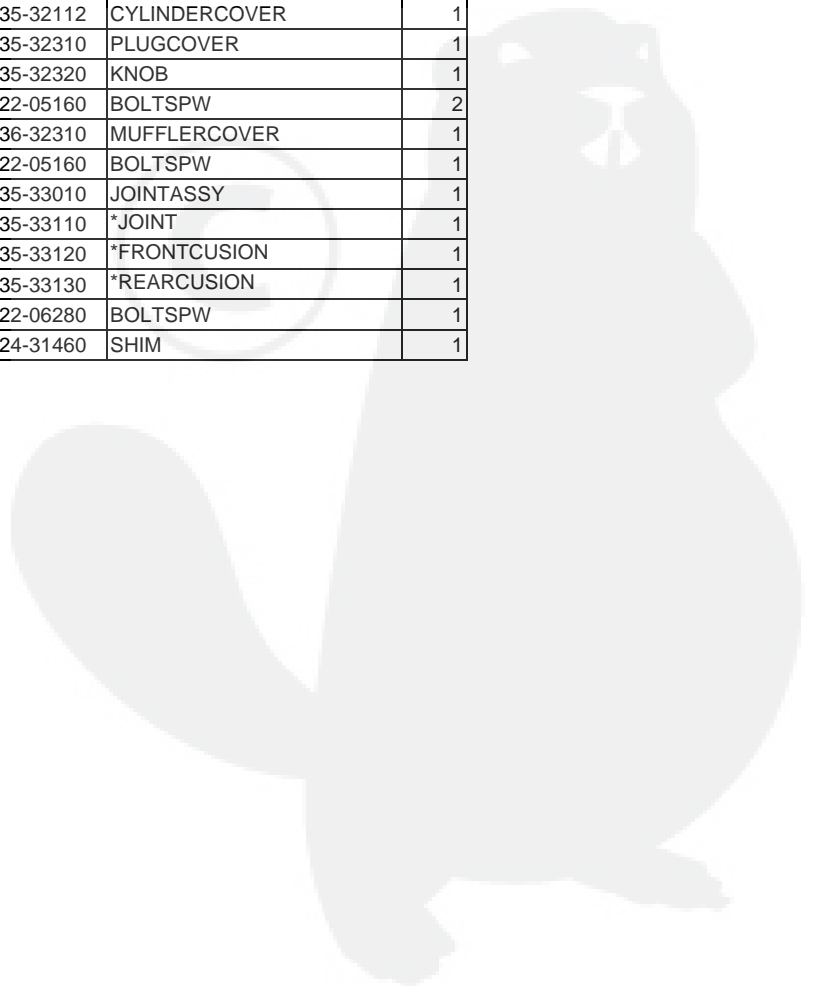 35-32112 CYLINDERCOVER 1
35-32310 PLUGCOVER 1
35-32320 KNOB 1
22-05160 BOLTSPW 2
36-32310 MUFFLERCOVER 1
22-05160 BOLTSPW 1
35-33010 JOINTASSY 1
35-33110 *JOINT 1
35-33120 *FRONTCUSION 1
35-33130 *REARCUSION 1
22-06280 BOLTSPW 1
24-31460 SHIM 1